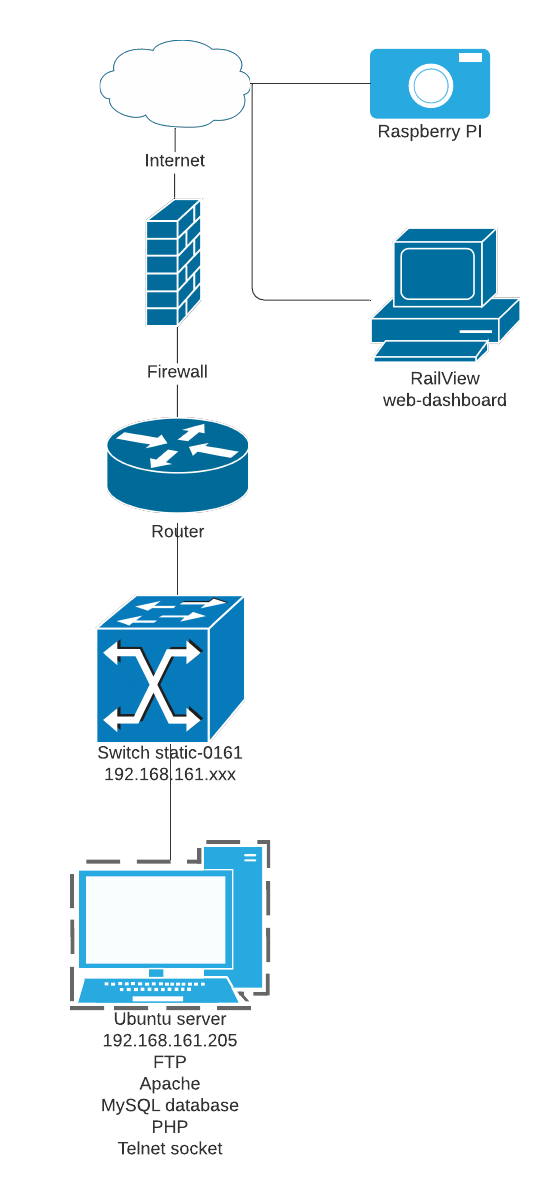 Raspberry PI
Internet
Firewall
RailView
web-dashboard
Router
Switch static-0161
192.168.161.xxx
Ubuntu server
192.168.161.205
FTP
Apache
MySQL database
PHP
Telnet socket